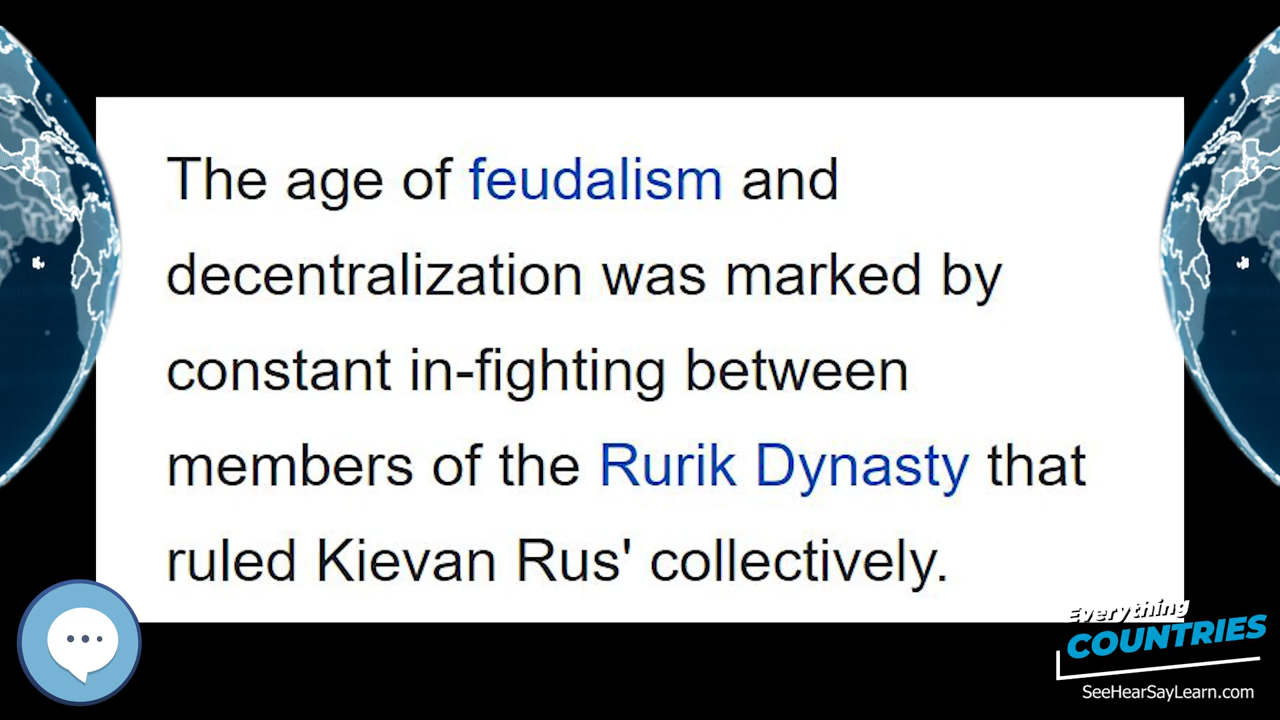 The age of feudalism and
decentralization was marked by
constant in-fighting between
members of the Rurik Dynasty that
ruled Kievan Rus' collectively.
Everything
COUNTRIES
SeeHearSayLearn.com